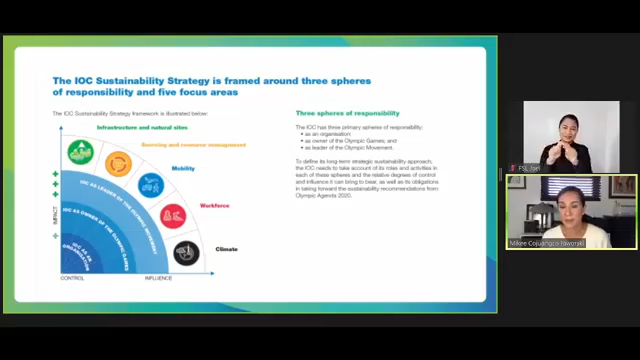 The IOC Sustainability Strategy is framed around three spheres
of responsibility and five focus areas
The IOC Sustainability Strategy framework is illustrated below:
Infrastructure and natural sites
Sourcing and resource management
Mobility
Workforce
Climate
IOC AS LEADER OF THE OLYMPIC MOVEMENT
IOC AS OWNER OF THE OLYMPIC GAMES
IOC AS AN
ORGANISATION
IMPACT
CONTROL
INFLUENCE
Three spheres of responsibility
The IOC has three primary spheres of responsibility:
• as an organisation;
• as owner of the Olympic Games; and
• as leader of the Olympic Movement.
To define its long-term strategic sustainability approach,
the IOC needs to take account of its roles and activities in
each of these spheres and the relative degrees of control
and influence it can bring to bear, as well as its obligations
in taking forward the sustainability recommendations from
Olympic Agenda 2020.
FSL Jori
Mikee Cojuangco-Jaworski